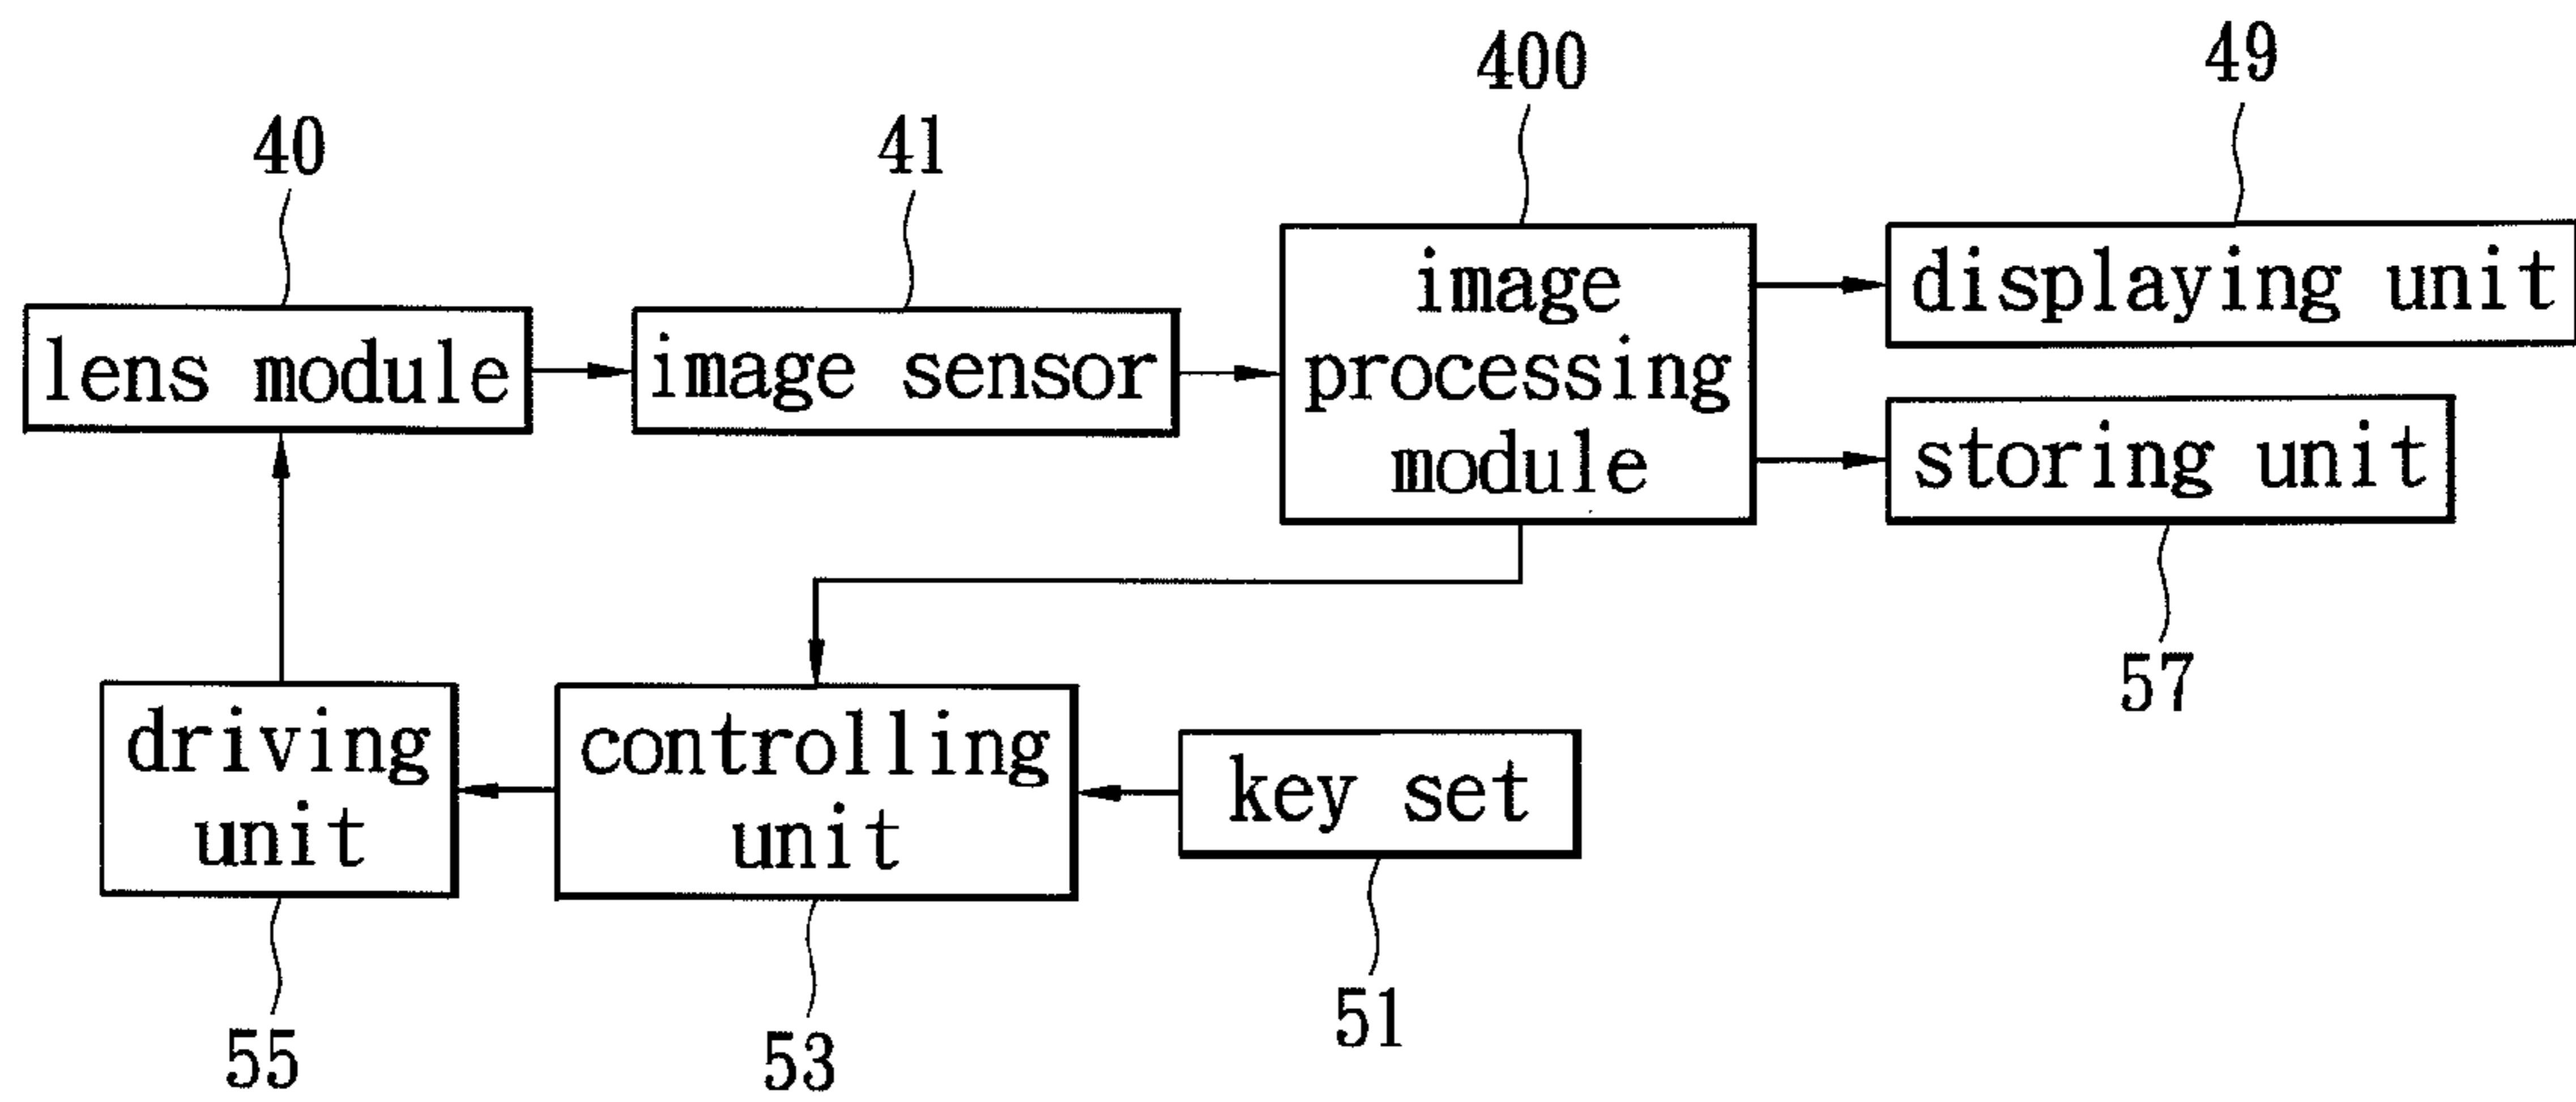 400
49
40
41
image
processing
module
displaying unit
lens module
image sensor
storing unit
57
driving
unit
controlling
unit
key set
51
55
53